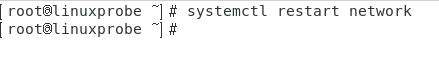 [root@linuxprobe ~]# systemctl restart network
[root@linuxprobe ~]#